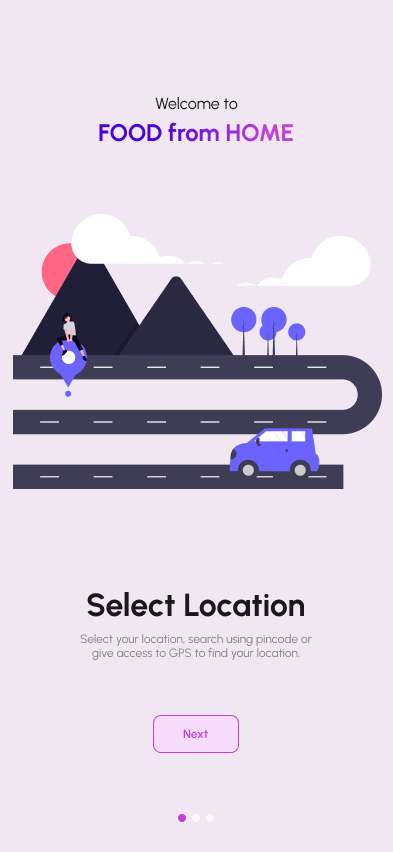 Welcome to
FOOD from HOME
Select Location
Select your location, search using pincode or
give access to GPS to find your location.
Next